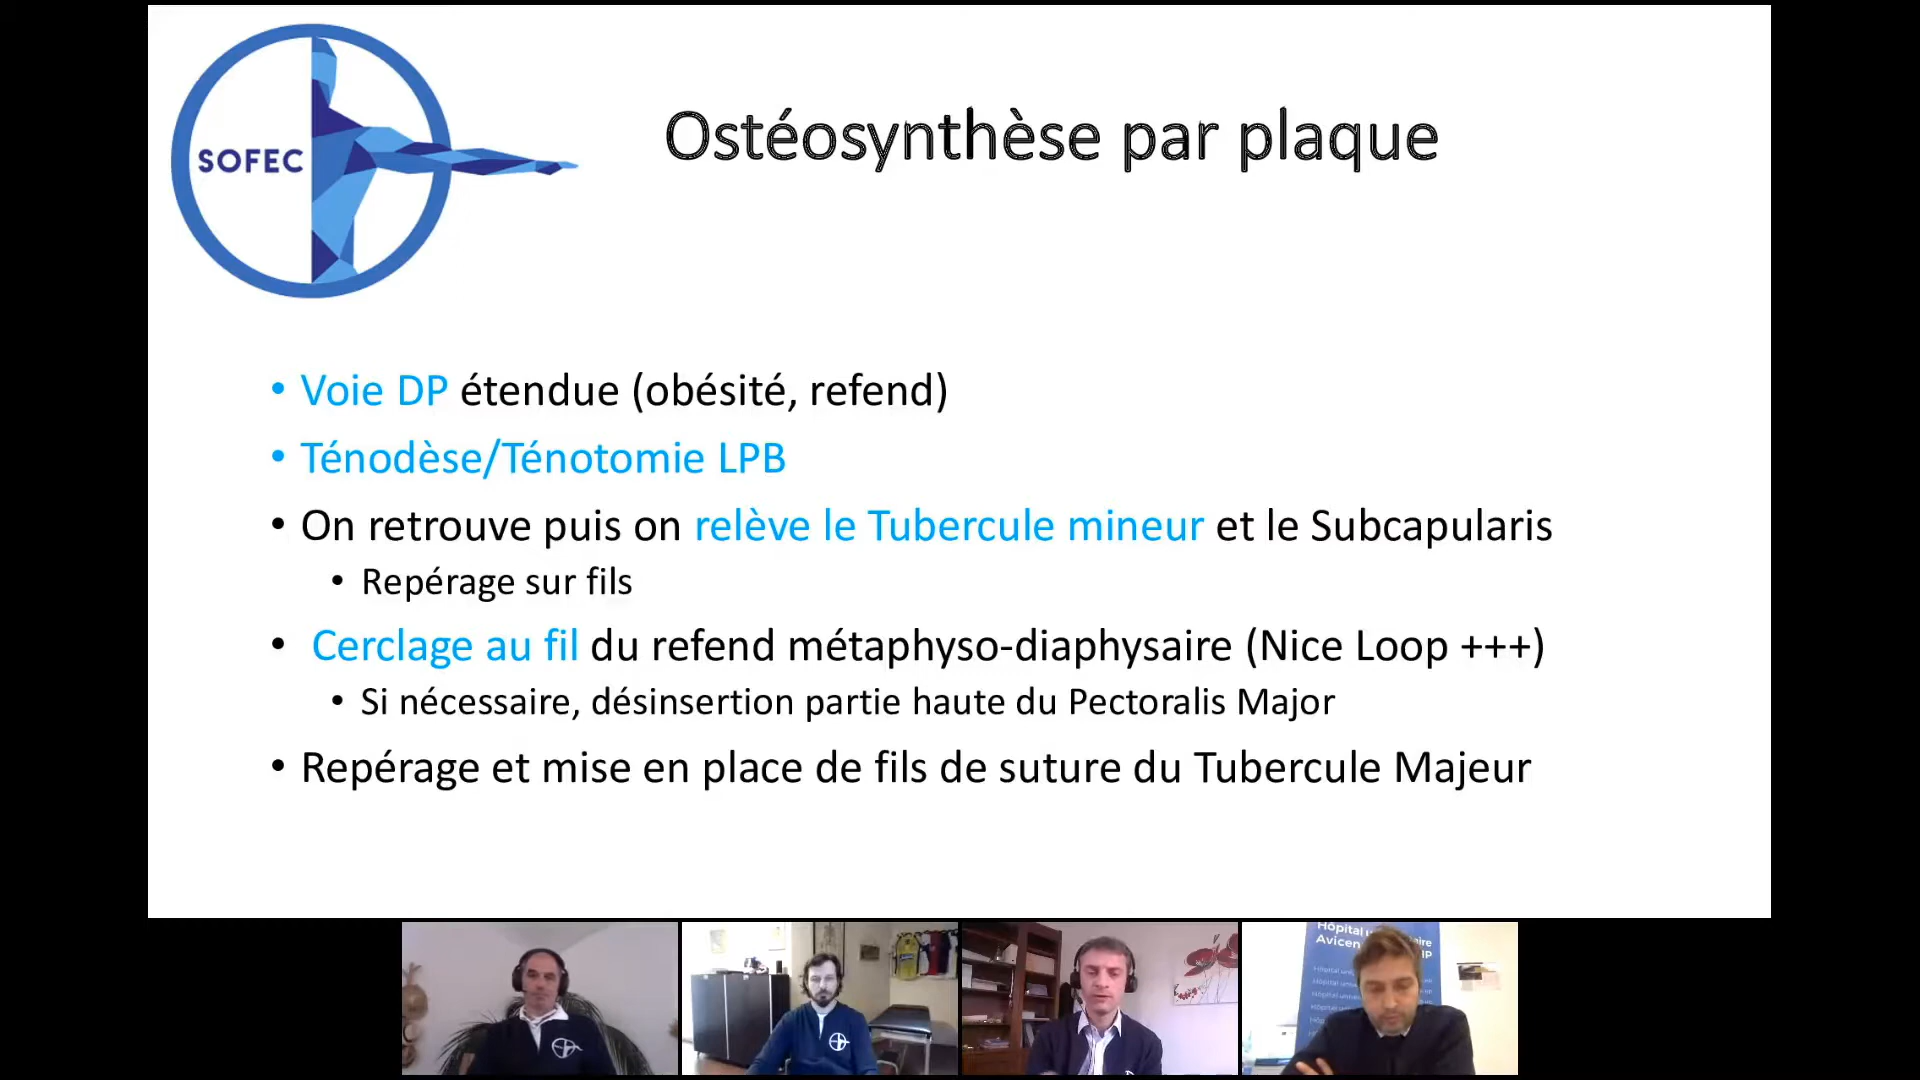 SOFEC
Ostéosynthèse par plaque
• Voie DP étendue (obésité, refend)
• Ténodèse/Ténotomie LPB
• On retrouve puis on relève le Tubercule mineur et le Subcapularis
• Repérage sur fils
• Cerclage au fil du refend métaphyso-diaphysaire (Nice Loop +++)
• Si nécessaire, désinsertion partie haute du Pectoralis Major
• Repérage et mise en place de fils de suture du Tubercule Majeur
Hôpital
Avicen